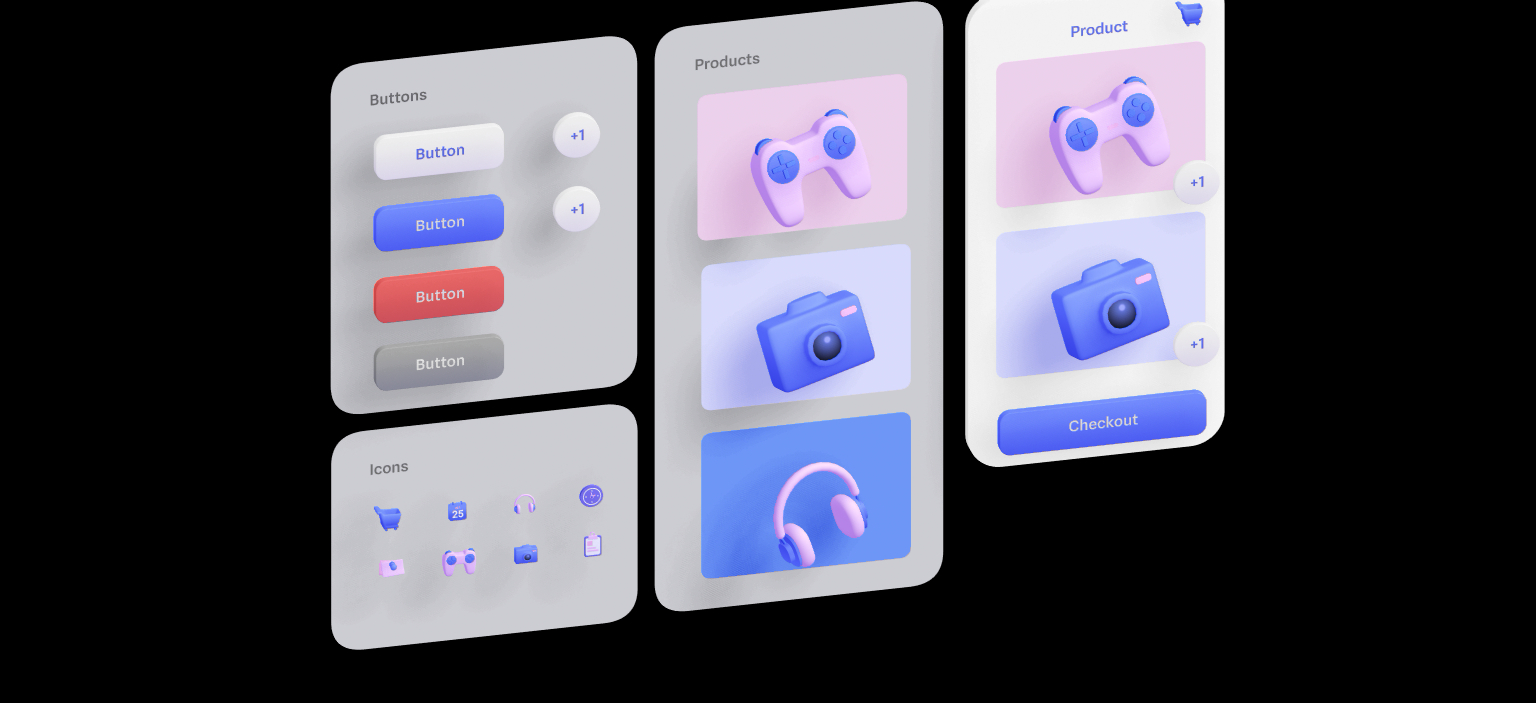 Buttons
Button
+1
Button
+1
Button
Button
Icons
25
Products
Product
+1
+1
Checkout